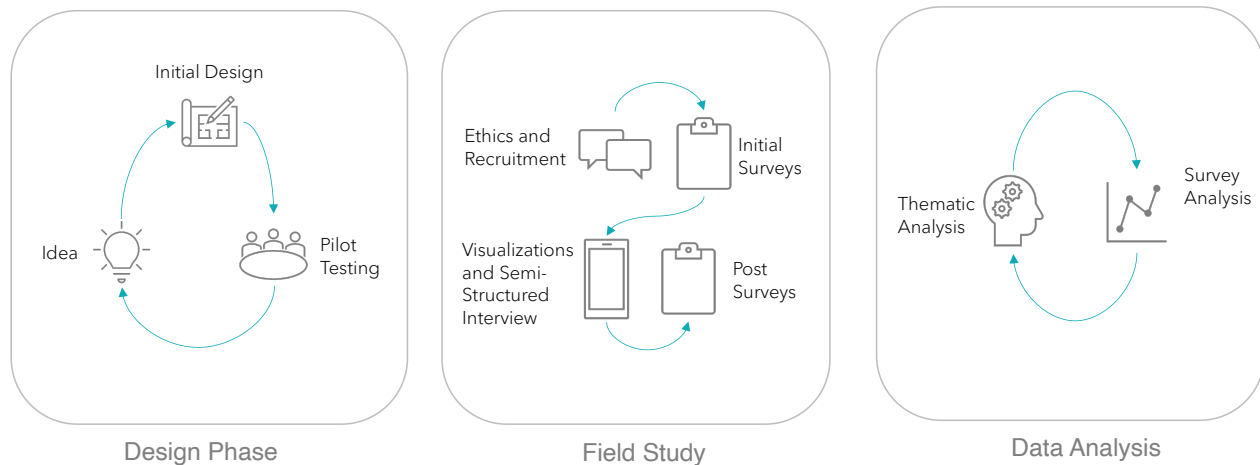 Initial Design
Idea
Pilot
Testing
Design Phase
Ethics and
Recruitment
Initial
Surveys
Visualizations
and Semi-
Structured
Interview
Post
Surveys
Field Study
Thematic
Analysis
Survey
Analysis
Data Analysis